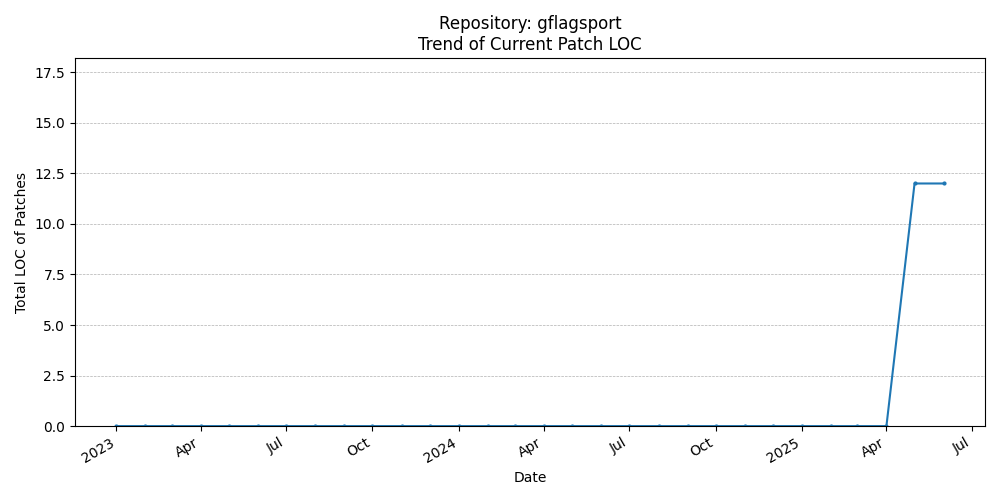 Repository: gflagsport
Trend of Current Patch LOC
17.5
15.0
12.5
10.0
7.5
5.0
2.5
0.0
Total LOC of Patches
2023
Apr
Jul
Oct
2024
Apr
Jul
Oct
2025
Apr
Jul
Date